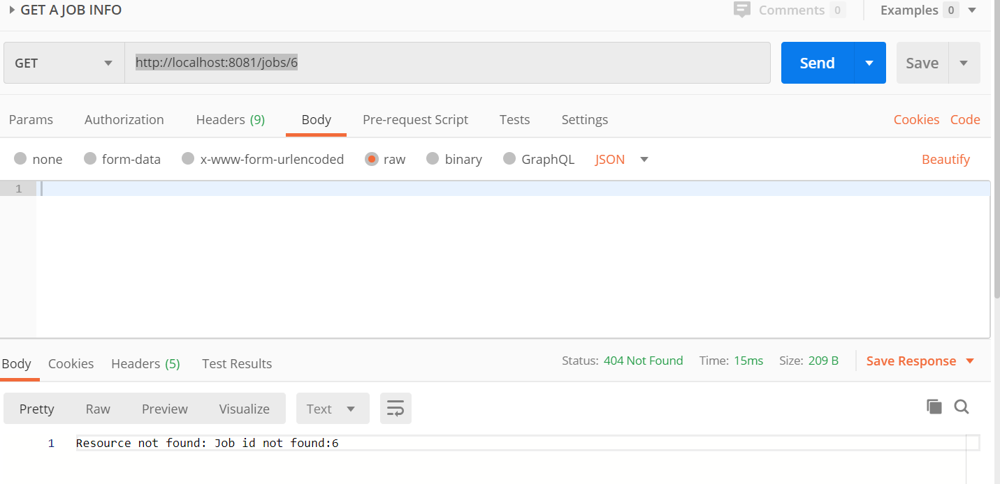 GET A JOB INFO
Comments 0
Examples 0
GET
http://localhost:8081/jobs/6
Send
Save
Params Authorization Headers (9) Body Pre-request Script Tests Settings Cookies Code
none form-data x-www-form-urlencoded raw binary GraphQL JSON Beautify
1
Body Cookies Headers (5) Test Results Status: 404 Not Found Time: 15ms Size: 209 B Save Response
Pretty Raw Preview Visualize Text
1 Resource not found: Job id not found:6